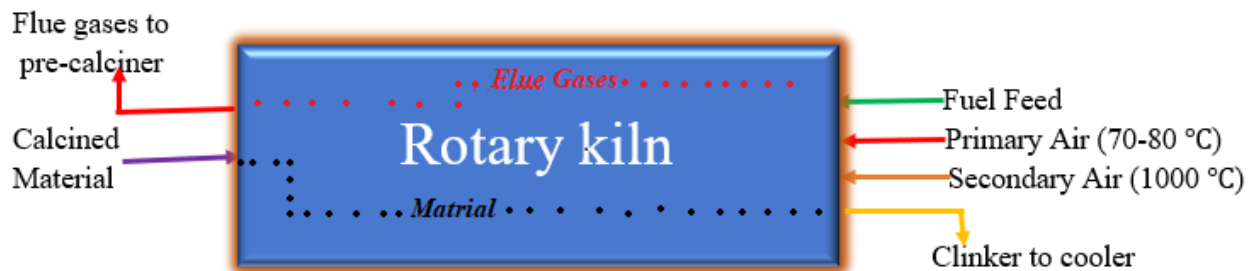 Flue gases to
pre-calciner
Calcined
Material
Flue Gases
Rotary kiln
Matrial
Fuel Feed
Primary Air (70-80 °C)
Secondary Air (1000 °C)
Clinker to cooler